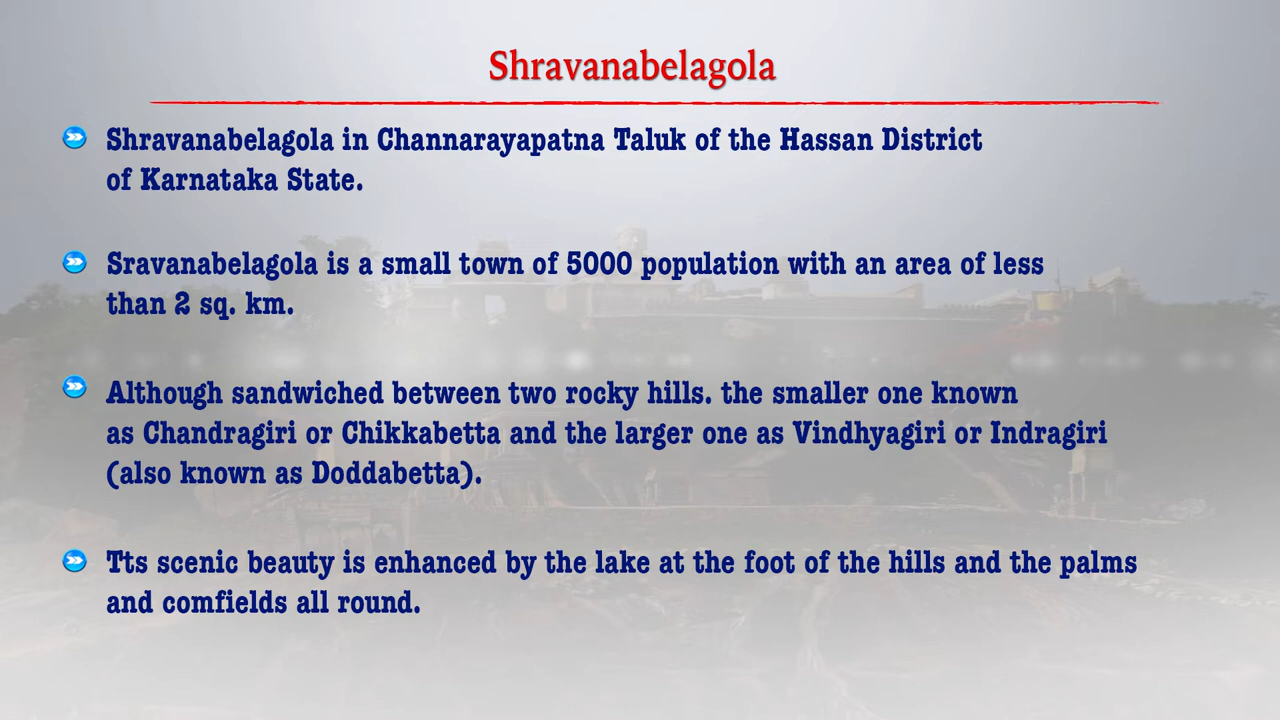 Shravanabelagola
Shravanabelagola in Channarayapatna Taluk of the Hassan District
of Karnataka State.
Sravanabelagola is a small town of 5000 population with an area of less
than 2 sq. km.
Although sandwiched between two rocky hills. the smaller one known
as Chandragiri or Chikkabetta and the larger one as Vindhyagiri or Indragiri
(also known as Doddabetta).
Tts scenic beauty is enhanced by the lake at the foot of the hills and the palms
and comfields all round.